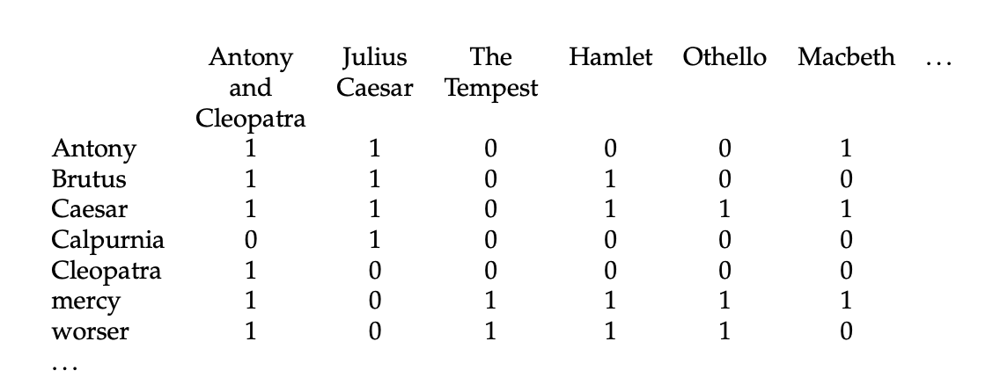 Antony Julius The Hamlet Othello Macbeth ...
and Caesar Tempest
Cleopatra
Antony 1 1 0 0 0 1
Brutus 1 1 0 1 0 0
Caesar 1 1 0 1 1 1
Calpurnia 0 1 0 0 0 0
Cleopatra 1 0 0 0 0 0
mercy 1 0 1 1 1 1
worser 1 0 1 1 1 0
...